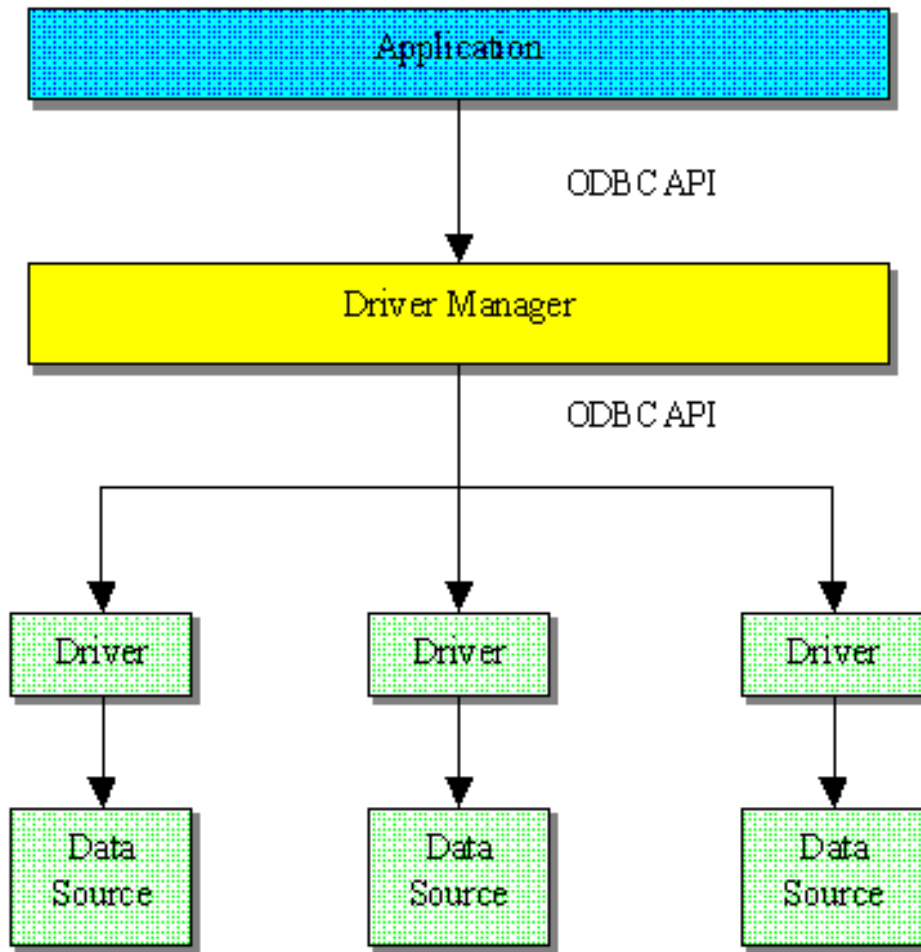 Application
ODBC API
Driver Manager
ODBC API
Driver
Driver
Driver
Data
Source
Data
Source
Data
Source